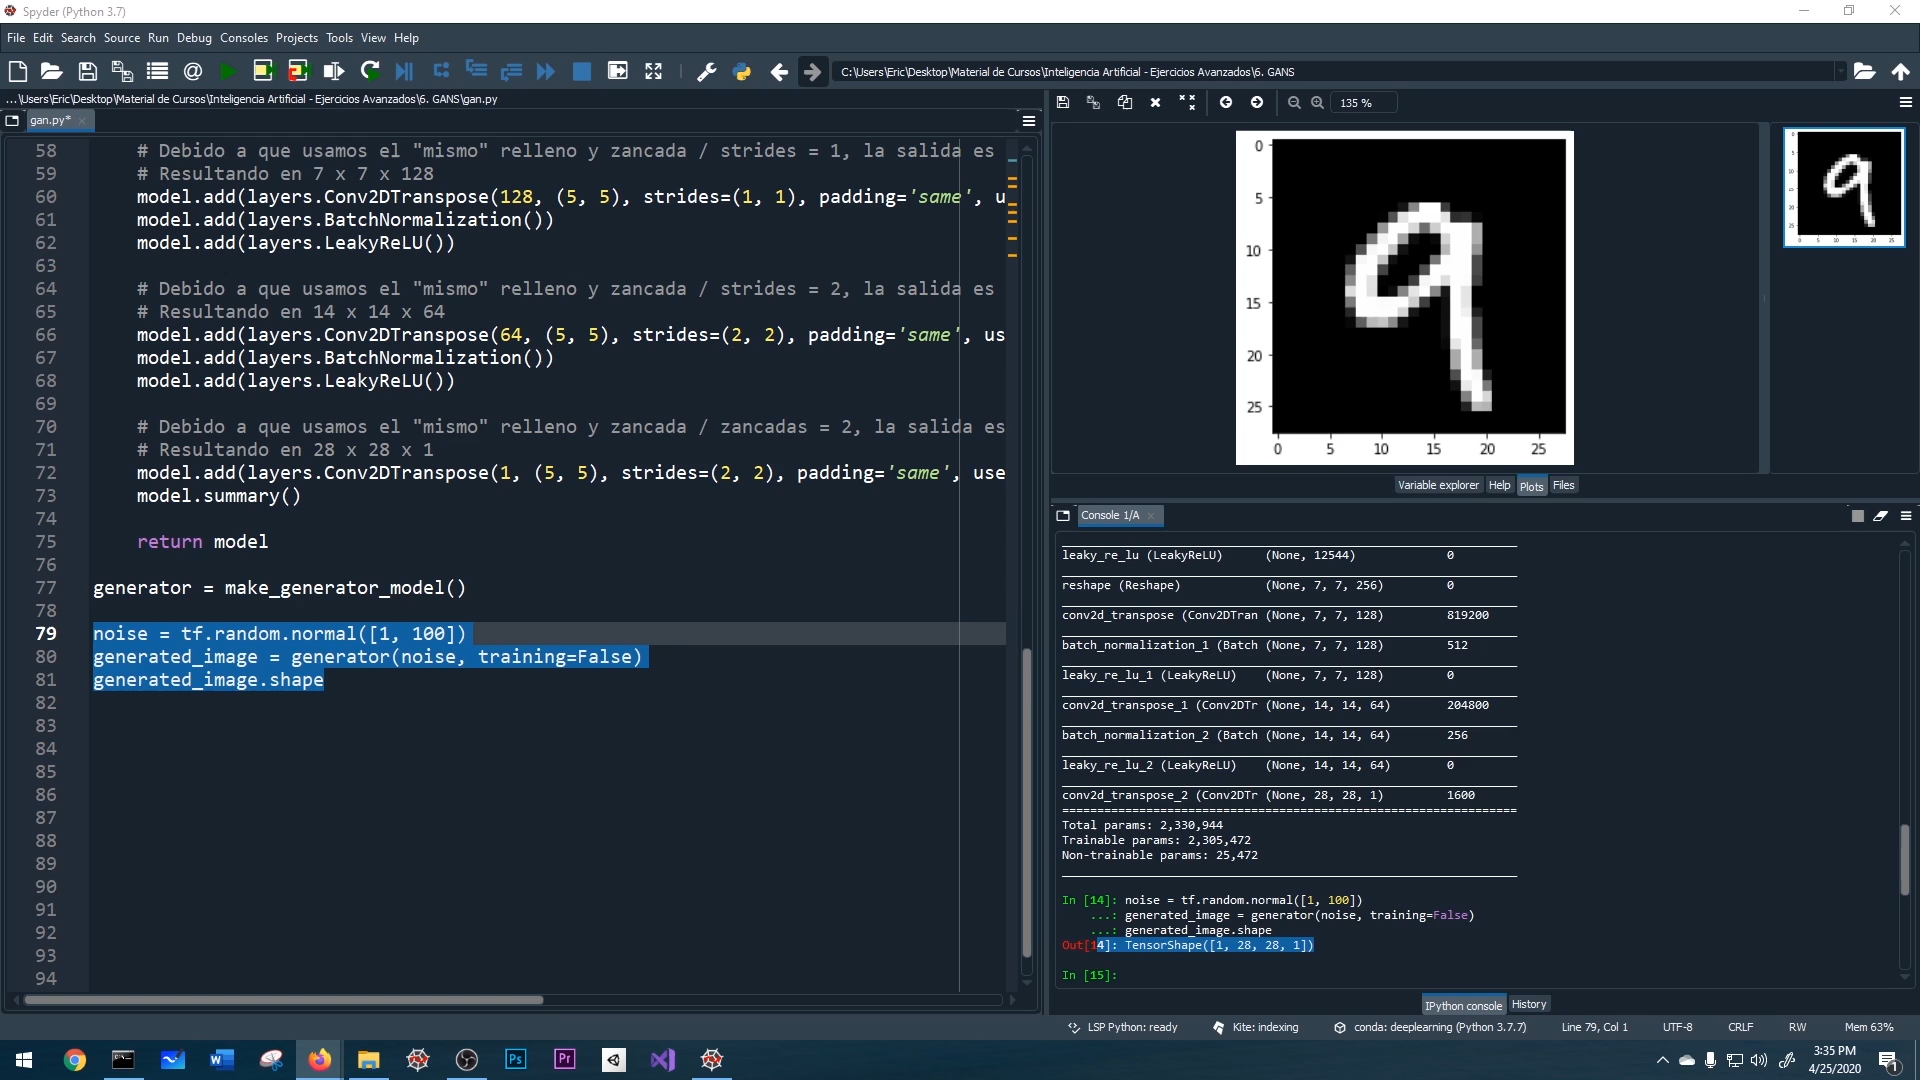 Spyder (Python 3.7)
File Edit Search Source Run Debug Consoles Projects Tools View Help
C:\Users\Eric\Desktop\Material de Cursos\Inteligencia Artificial - Ejercicios Avanzados\6. GANS
...\Users\Eric\Desktop\Material de Cursos\Inteligencia Artificial - Ejercicios Avanzados\6. GANS\gan.py
gan.py*
58 # Debido a que usamos el "mismo" relleno y zancada / strides = 1, la salida es
59 # Resultando en 7 x 7 x 128
60 model.add(layers.Conv2DTranspose(128, (5, 5), strides=(1, 1), padding='same', u
61 model.add(layers.BatchNormalization())
62 model.add(layers.LeakyReLU())
63
64 # Debido a que usamos el "mismo" relleno y zancada / strides = 2, la salida es
65 # Resultando en 14 x 14 x 64
66 model.add(layers.Conv2DTranspose(64, (5, 5), strides=(2, 2), padding='same', us
67 model.add(layers.BatchNormalization())
68 model.add(layers.LeakyReLU())
69
70 # Debido a que usamos el "mismo" relleno y zancada / zancadas = 2, la salida es
71 # Resultando en 28 x 28 x 1
72 model.add(layers.Conv2DTranspose(1, (5, 5), strides=(2, 2), padding='same', use
73 model.summary()
74
75 return model
76
77 generator = make_generator_model()
78
79 noise = tf.random.normal([1, 100])
80 generated_image = generator(noise, training=False)
81 generated_image.shape
82
83
84
85
86
87
88
89
90
91
92
93
94
135 %
0
5
10
15
20
25
0 5 10 15 20 25
Variable explorer Help Plots Files
Console 1/A
leaky_re_lu (LeakyReLU) (None, 12544) 0
reshape (Reshape) (None, 7, 7, 256) 0
conv2d_transpose (Conv2DTran (None, 7, 7, 128) 819200
batch_normalization_1 (Batch (None, 7, 7, 128) 512
leaky_re_lu_1 (LeakyReLU) (None, 7, 7, 128) 0
conv2d_transpose_1 (Conv2DTr (None, 14, 14, 64) 204800
batch_normalization_2 (Batch (None, 14, 14, 64) 256
leaky_re_lu_2 (LeakyReLU) (None, 14, 14, 64) 0
conv2d_transpose_2 (Conv2DTr (None, 28, 28, 1) 1600
=================================================================
Total params: 2,330,944
Trainable params: 2,305,472
Non-trainable params: 25,472
In [14]: noise = tf.random.normal([1, 100])
...: generated_image = generator(noise, training=False)
...: generated_image.shape
Out[14]: TensorShape([1, 28, 28, 1])
In [15]:
IPython console History
LSP Python: ready Kite: indexing conda: deeplearning (Python 3.7.7) Line 79, Col 1 UTF-8 CRLF RW Mem 63%
Ps Pr
3:35 PM
4/25/2020
1